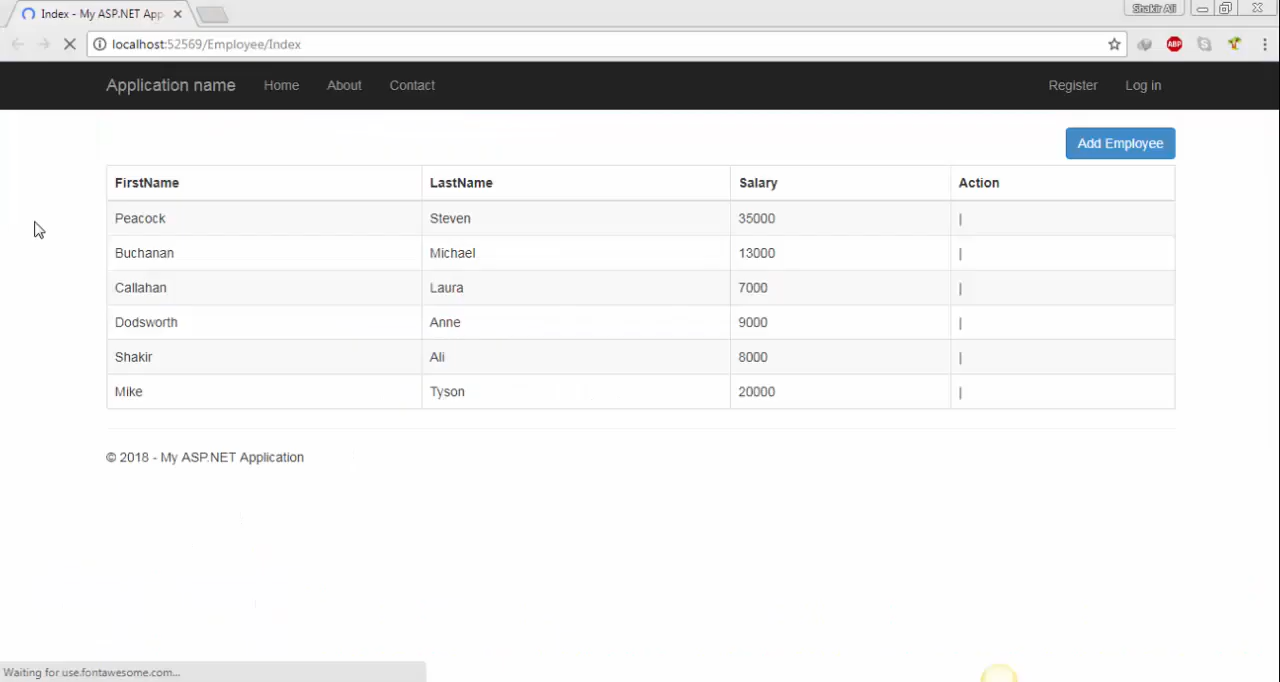 Index - My ASP.NET App
Shakir Ali
localhost:52569/Employee/Index
ABP
Application name Home About Contact Register Log in
Add Employee
FirstName LastName Salary Action
Peacock Steven 35000 |
Buchanan Michael 13000 |
Callahan Laura 7000 |
Dodsworth Anne 9000 |
Shakir Ali 8000 |
Mike Tyson 20000 |
© 2018 - My ASP.NET Application
Waiting for use.fontawesome.com...